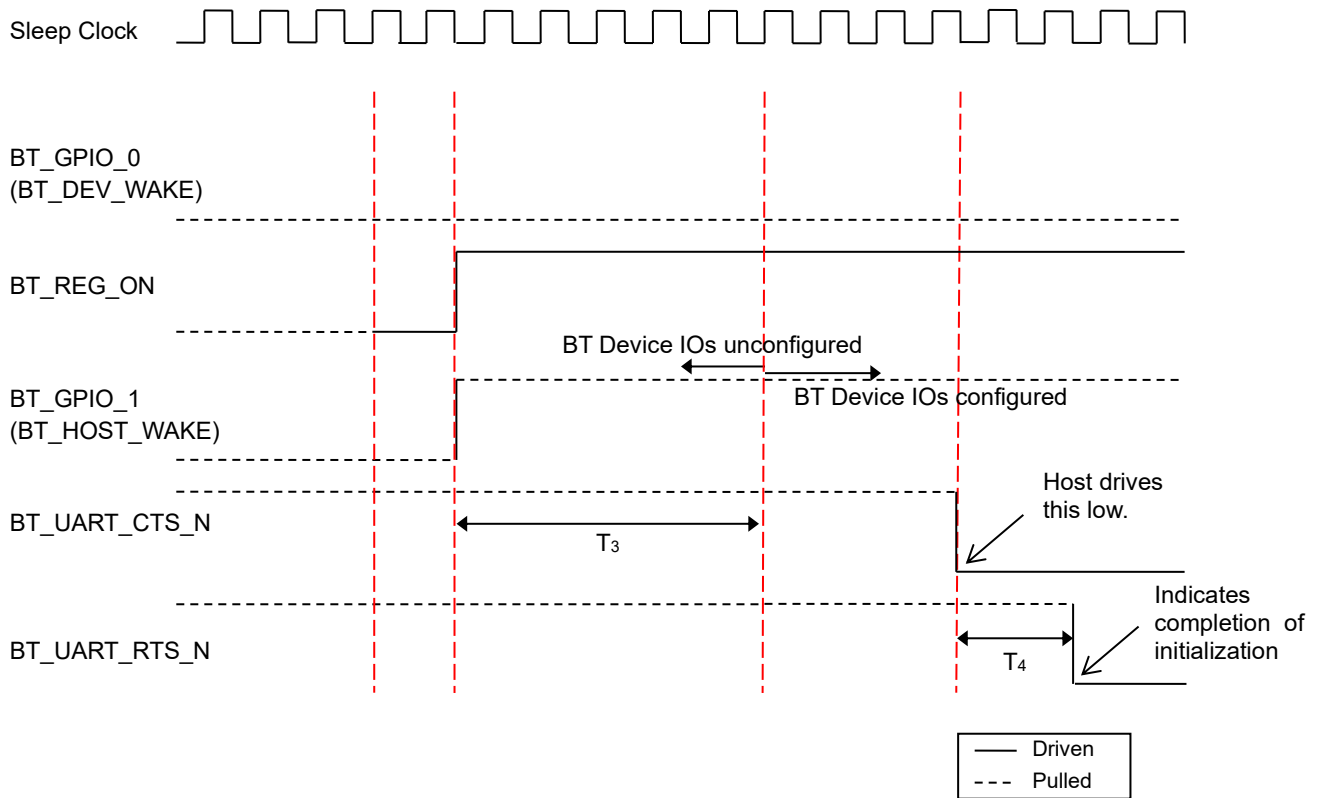 Sleep Clock
BT_GPIO_0
(BT_DEV_WAKE)
BT_REG_ON
BT Device IOs unconfigured
BT Device IOs configured
BT_GPIO_1
(BT_HOST_WAKE)
Host drives
this low.
BT_UART_CTS_N
T3
Indicates
completion of
initialization
BT_UART_RTS_N
T4
Driven
Pulled